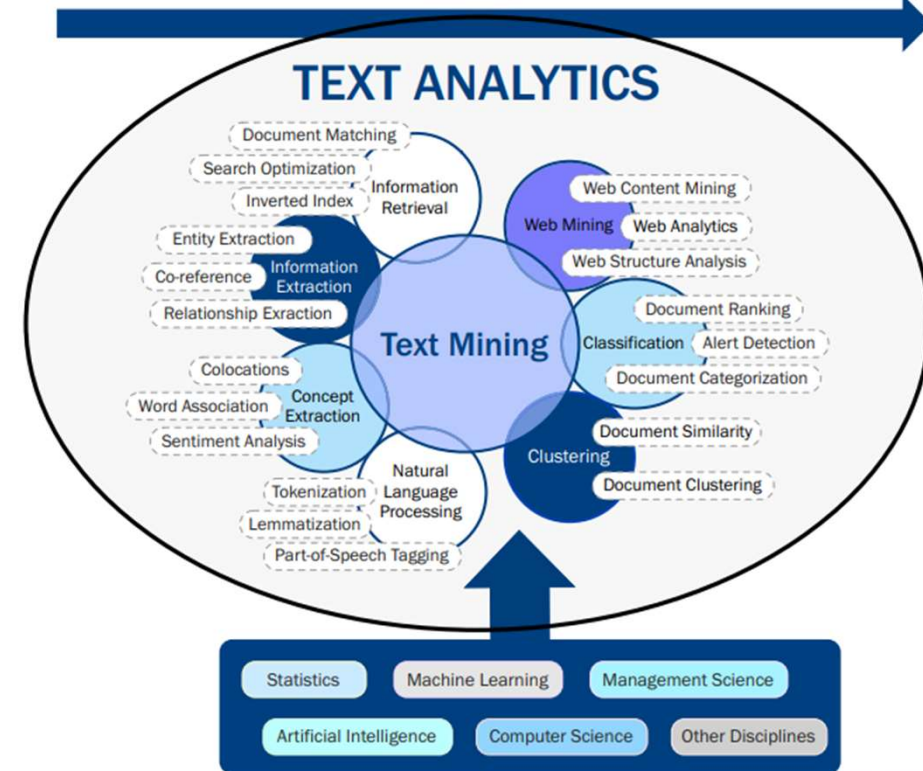 TEXT ANALYTICS
Document Matching
Search Optimization
Inverted Index
Information
Retrieval
Entity Extraction
Co-reference
Relationship Exraction
Information
Extraction
Colocations
Word Association
Sentiment Analysis
Concept
Extraction
Tokenization
Lemmatization
Part-of-Speech Tagging
Natural
Language
Processing
Text Mining
Web Mining
Web Content Mining
Web Analytics
Web Structure Analysis
Classification
Document Ranking
Alert Detection
Document Categorization
Clustering
Document Similarity
Document Clustering
Statistics
Machine Learning
Management Science
Artificial Intelligence
Computer Science
Other Disciplines